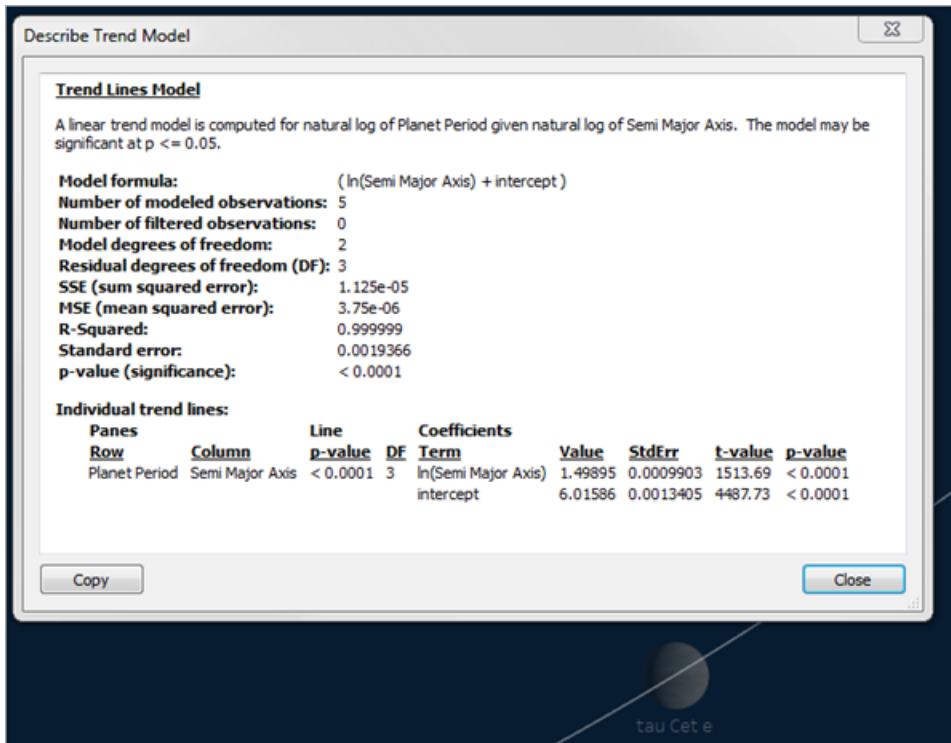 Describe Trend Model
Trend Lines Model
A linear trend model is computed for natural log of Planet Period given natural log of Semi Major Axis.  The model may be
significant at p <= 0.05.
Model formula: ( ln(Semi Major Axis) + intercept )
Number of modeled observations: 5
Number of filtered observations: 0
Model degrees of freedom: 2
Residual degrees of freedom (DF): 3
SSE (sum squared error): 1.125e-05
MSE (mean squared error): 3.75e-06
R-Squared: 0.999999
Standard error: 0.0019366
p-value (significance): < 0.0001
Individual trend lines:
Panes Line Coefficients
Row Column p-value DF Term Value StdErr t-value p-value
Planet Period Semi Major Axis < 0.0001 3 ln(Semi Major Axis) 1.49895 0.0009903 1513.69 < 0.0001
intercept 6.01586 0.0013405 4487.73 < 0.0001
Copy Close
tau Cet e